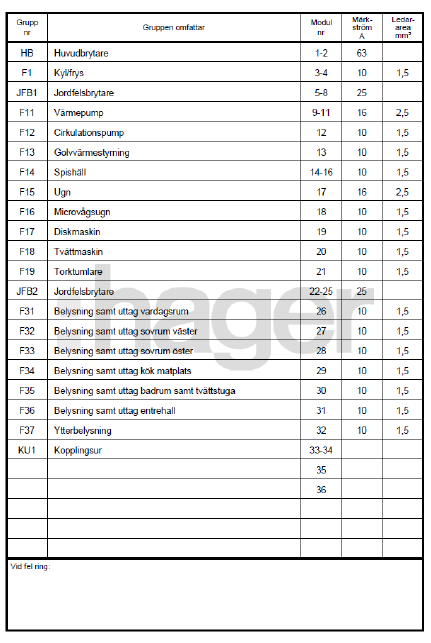 Grupp nr Gruppen omfattar Modul nr Märk-ström A Ledar-area mm²
HB Huvudbrytare 1-2 63
F1 Kyl/frys 3-4 10 1,5
JFB1 Jordfelsbrytare 5-8 25
F11 Värmepump 9-11 16 2,5
F12 Cirkulationspump 12 10 1,5
F13 Golvvärmestyrning 13 10 1,5
F14 Spishäll 14-16 10 1,5
F15 Ugn 17 16 2,5
F16 Microvågsugn 18 10 1,5
F17 Diskmaskin 19 10 1,5
F18 Tvättmaskin 20 10 1,5
F19 Torktumlare 21 10 1,5
JFB2 Jordfelsbrytare 22-25 25
F31 Belysning samt uttag vardagsrum 26 10 1,5
F32 Belysning samt uttag sovrum väster 27 10 1,5
F33 Belysning samt uttag sovrum öster 28 10 1,5
F34 Belysning samt uttag kök matplats 29 10 1,5
F35 Belysning samt uttag badrum samt tvättstuga 30 10 1,5
F36 Belysning samt uttag entrehall 31 10 1,5
F37 Ytterbelysning 32 10 1,5
KU1 Kopplingsur 33-34
35
36
Vid fel ring:
:hager